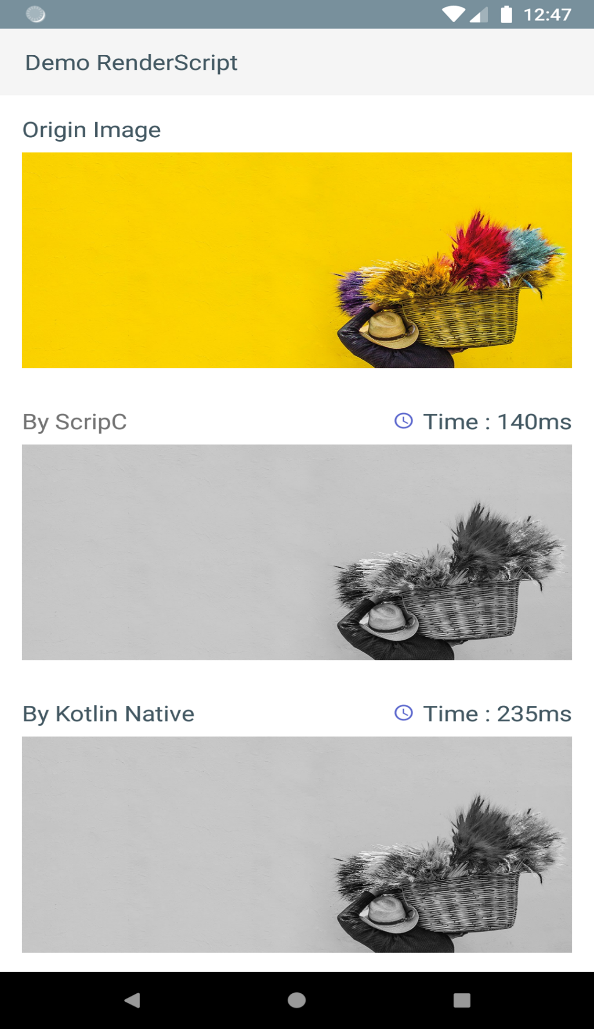 12:47
Demo RenderScript
Origin Image
By ScripC
Time : 140ms
By Kotlin Native
Time : 235ms